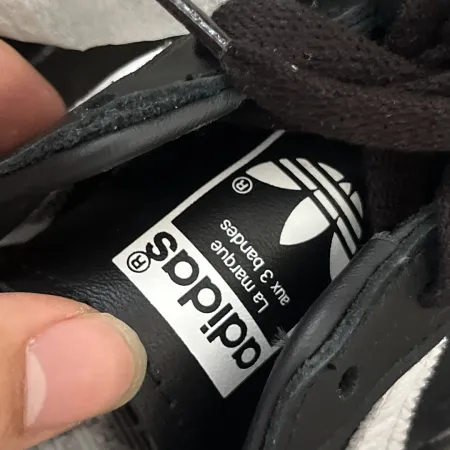 La marque
aux 3 bandes
adidas®
®